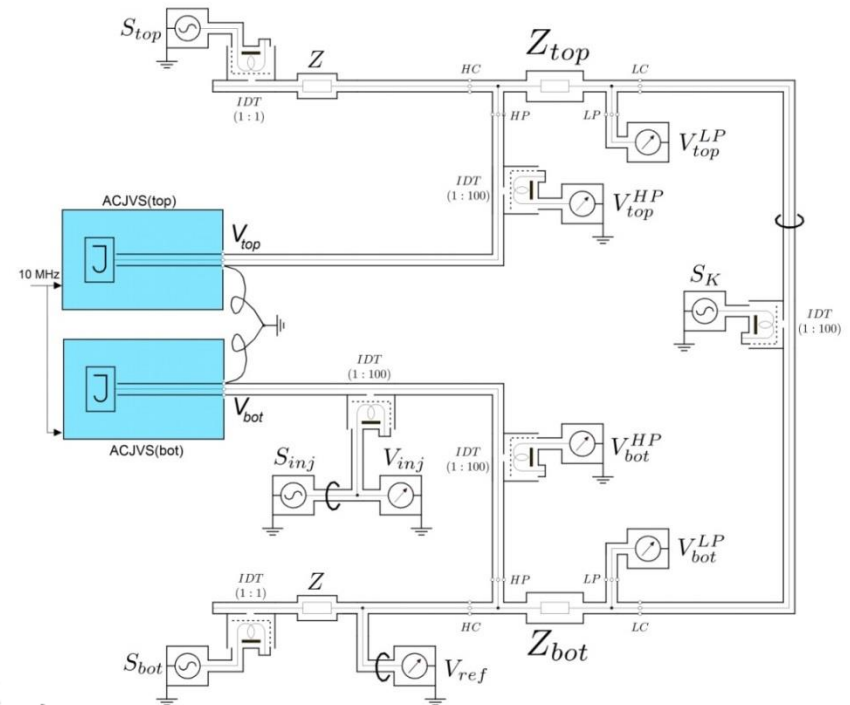 S_top
Z
Z_top
HC
LC
IDT
(1 : 1)
HP
LP
V_top^LP
IDT
(1 : 100)
V_top^HP
ACJVS(top)
V_top
J
10 MHz
S_K
IDT
(1 : 100)
J
IDT
(1 : 100)
V_bot
ACJVS(bot)
S_inj
V_inj
IDT
(1 : 100)
V_bot^HP
V_bot^LP
IDT
(1 : 1)
Z
HP
LP
HC
LC
Z_bot
S_bot
V_ref